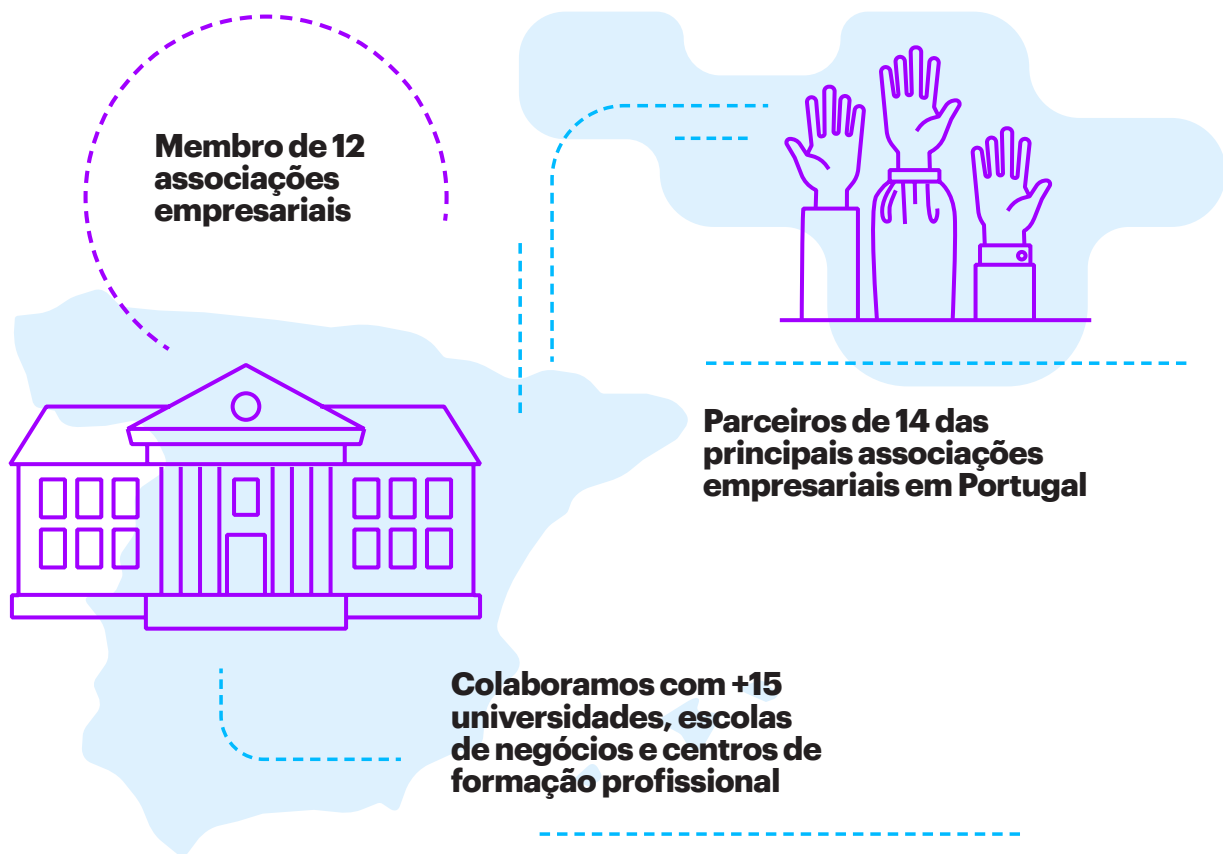 Membro de 12
associações
empresariais
Parceiros de 14 das
principais associações
empresariais em Portugal
Colaboramos com +15
universidades, escolas
de negócios e centros de
formação profissional